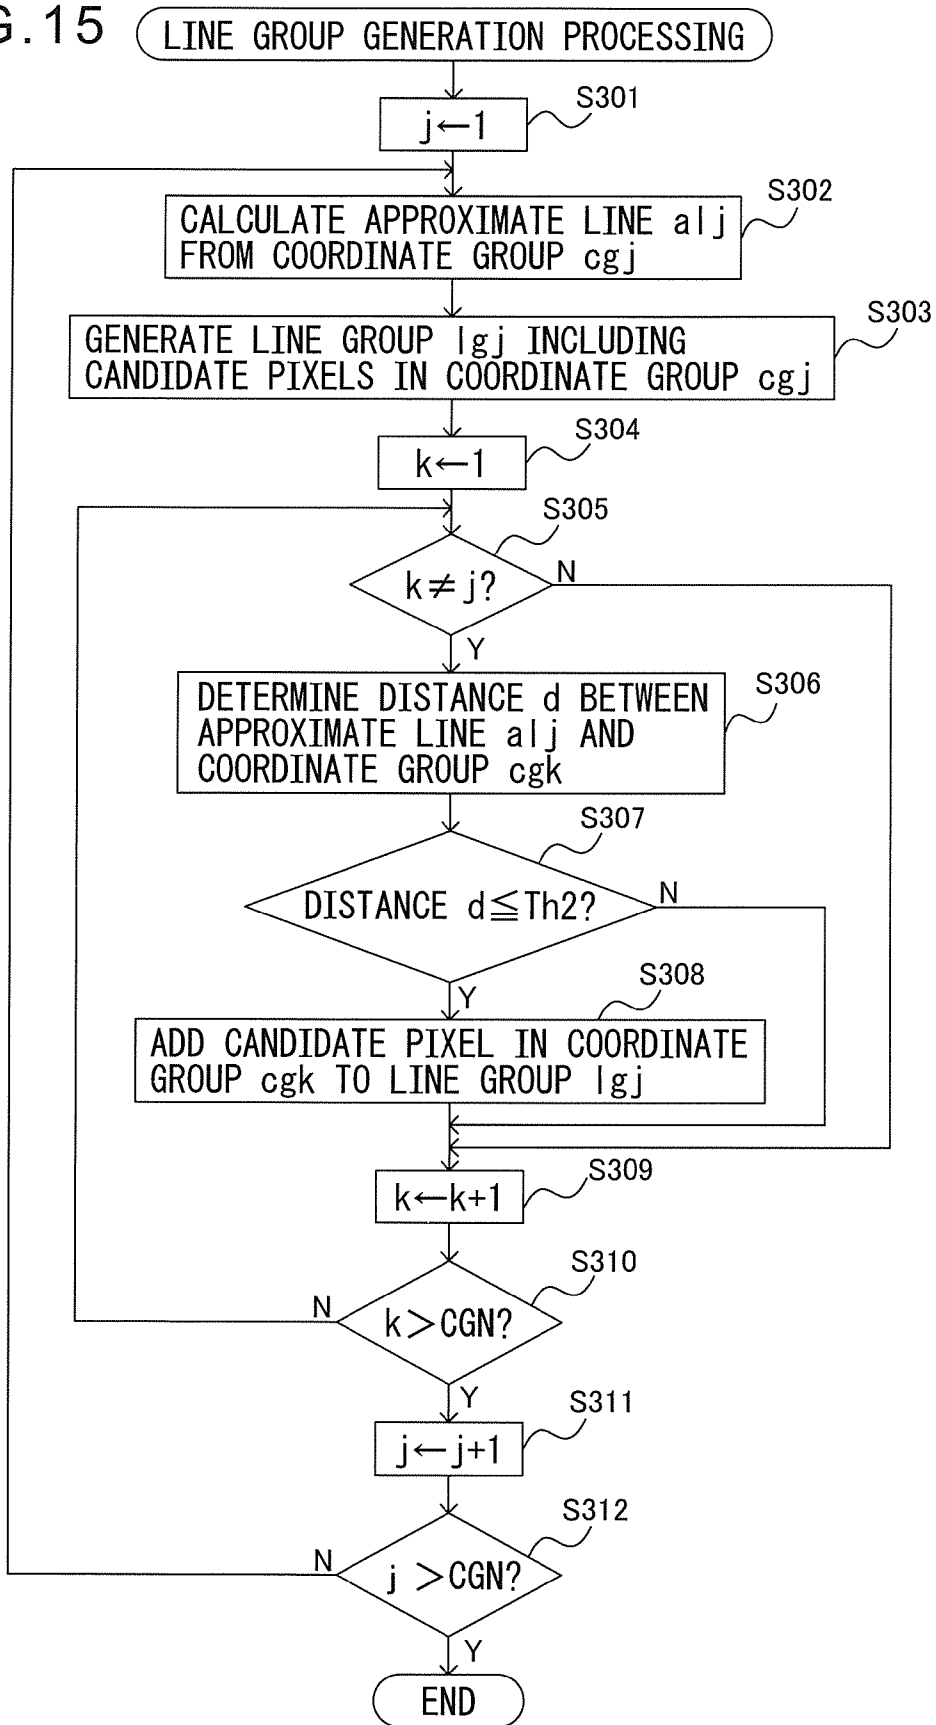 G.15
LINE GROUP GENERATION PROCESSING
S301
j←1
S302
CALCULATE APPROXIMATE LINE alj
FROM COORDINATE GROUP cgj
S303
GENERATE LINE GROUP lgj INCLUDING
CANDIDATE PIXELS IN COORDINATE GROUP cgj
S304
k←1
S305
k≠j?
N
Y
S306
DETERMINE DISTANCE d BETWEEN
APPROXIMATE LINE alj AND
COORDINATE GROUP cgk
S307
DISTANCE d≦Th2?
N
Y
S308
ADD CANDIDATE PIXEL IN COORDINATE
GROUP cgk TO LINE GROUP lgj
S309
k←k+1
S310
N
k>CGN?
Y
S311
j←j+1
S312
N
j >CGN?
Y
END